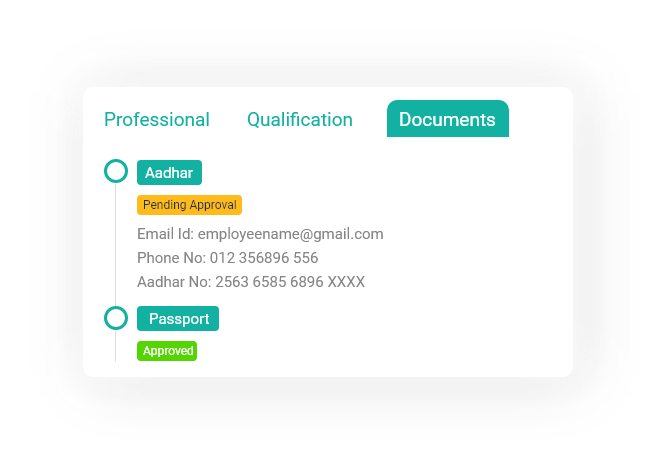 Professional Qualification Documents
Aadhar
Pending Approval
Email Id: employeename@gmail.com
Phone No: 012 356896 556
Aadhar No: 2563 6585 6896 XXXX
Passport
Approved